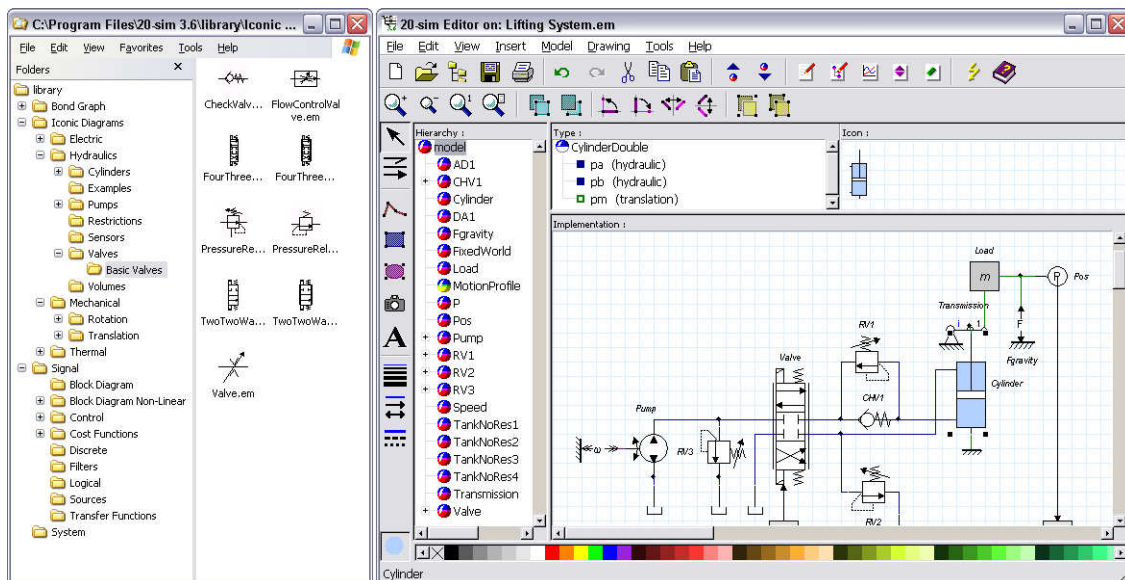 C:\Program Files\20-sim 3.6\library\Iconic ...
File Edit View Favorites Tools Help
Folders
library
Bond Graph
Iconic Diagrams
Electric
Hydraulics
Cylinders
Examples
Pumps
Restrictions
Sensors
Valves
Basic Valves
Volumes
Mechanical
Rotation
Translation
Thermal
Signal
Block Diagram
Block Diagram Non-Linear
Control
Cost Functions
Discrete
Filters
Logical
Sources
Transfer Functions
System
CheckValv...
FlowControlVal
ve.em
FourThree...
FourThree...
PressureRe...
PressureRel...
TwoTwoWa...
TwoTwoWa...
Valve.em
20-sim Editor on: Lifting System.em
File Edit View Insert Model Drawing Tools Help
Hierarchy :
model
AD1
CHV1
Cylinder
DA1
Fgravity
FixedWorld
Load
MotionProfile
P
Pos
Pump
RV1
RV2
RV3
Speed
TankNoRes1
TankNoRes2
TankNoRes3
TankNoRes4
Transmission
Valve
Type :
CylinderDouble
pa (hydraulic)
pb (hydraulic)
pm (translation)
Icon :
Implementation :
Load
m
P
Pos
Transmission
i 1
F
Fgravity
RV1
Valve
Cylinder
CHV1
Pump
ω
RV3
RV2
A
Cylinder